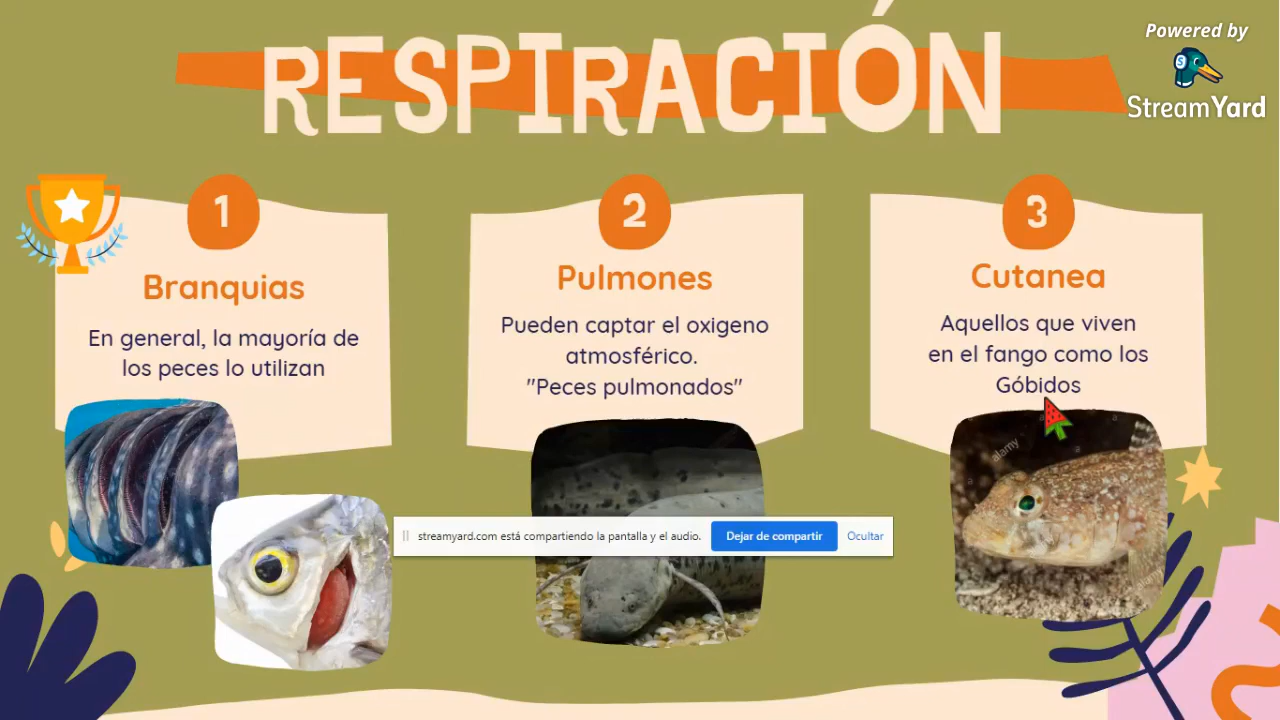 RESPIRACIÓN
Powered by
StreamYard
1
Branquias
En general, la mayoría de
los peces lo utilizan
2
Pulmones
Pueden captar el oxigeno
atmosférico.
"Peces pulmonados"
3
Cutanea
Aquellos que viven
en el fango como los
Góbidos
alamy
a
a
a
alamy
streamyard.com está compartiendo la pantalla y el audio.
Dejar de compartir
Ocultar